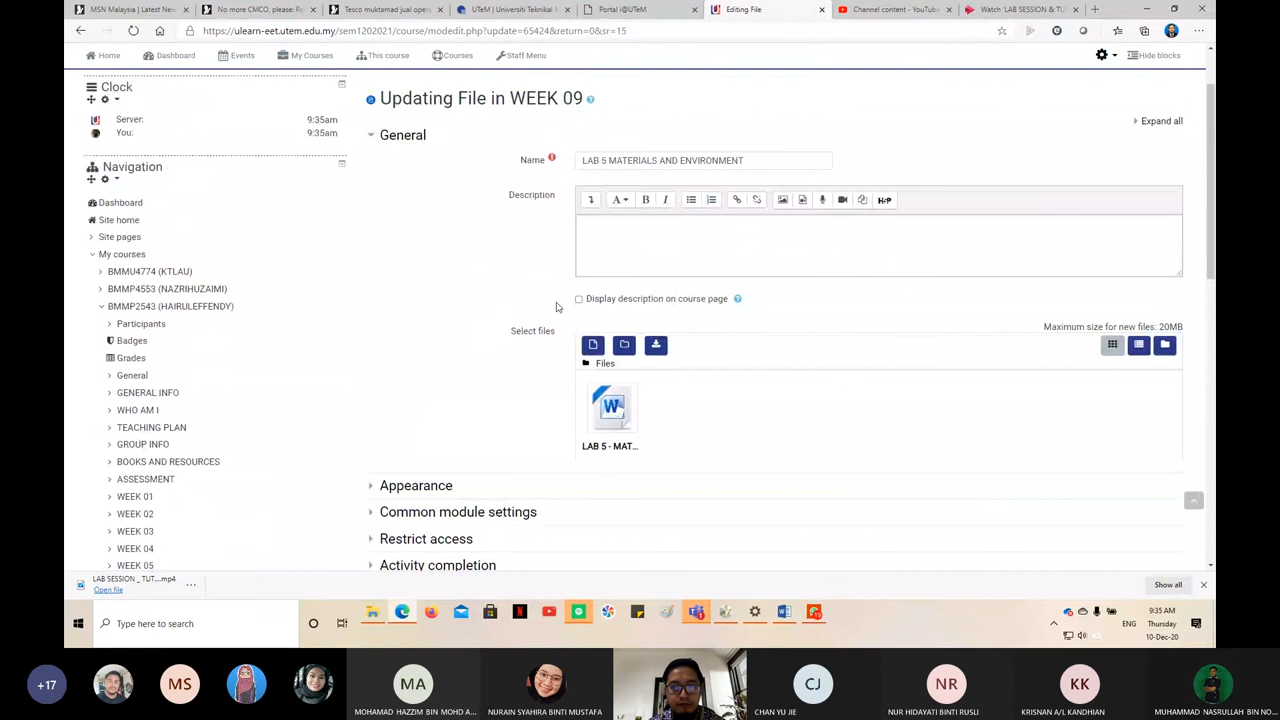 MSN Malaysia | Latest New
No more CMCO, please: Re
Tesco muktamad jual oper
UTeM | Universiti Teknikal M
Portal i@UTeM
Editing File
Channel content - YouTube
Watch 'LAB SESSION & TU
https://ulearn-eet.utem.edu.my/sem1202021/course/modedit.php?update=65424&return=0&sr=15
Home
Dashboard
Events
My Courses
This course
Courses
Staff Menu
Hide blocks
Clock
Server: 9:35am
You: 9:35am
Navigation
Dashboard
Site home
Site pages
My courses
BMMU4774 (KTLAU)
BMMP4553 (NAZRIHUZAIMI)
BMMP2543 (HAIRULEFFENDY)
Participants
Badges
Grades
General
GENERAL INFO
WHO AM I
TEACHING PLAN
GROUP INFO
BOOKS AND RESOURCES
ASSESSMENT
WEEK 01
WEEK 02
WEEK 03
WEEK 04
WEEK 05
Updating File in WEEK 09
Expand all
General
Name
LAB 5 MATERIALS AND ENVIRONMENT
Description
A B I
H-P
Display description on course page
Select files
Maximum size for new files: 20MB
Files
LAB 5 - MAT...
Appearance
Common module settings
Restrict access
Activity completion
LAB SESSION _ TUT....mp4
Open file
Show all
Type here to search
ENG
9:35 AM
Thursday
10-Dec-20
+17
MS
MA
MOHAMAD HAZZIM BIN MOHD A...
NURAIN SYAHIRA BINTI MUSTAFA
CJ
CHAN YU JIE
NR
NUR HIDAYATI BINTI RUSLI
KK
KRISNAN A/L KANDHIAN
MUHAMMAD NASRULLAH BIN NO...